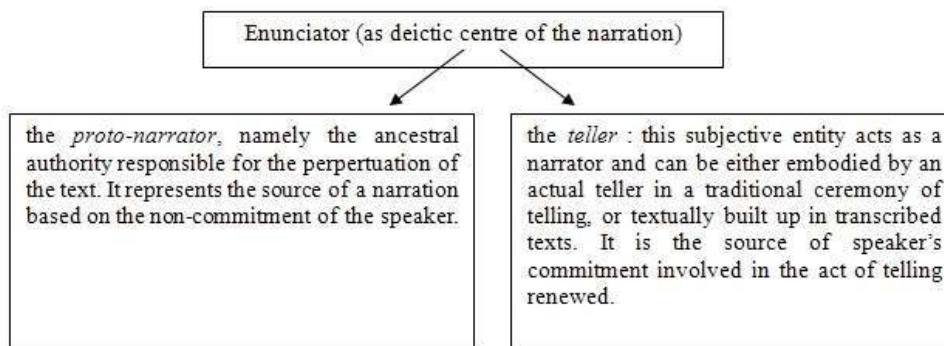 Enunciator (as deictic centre of the narration)
the proto-narrator, namely the ancestral
authority responsible for the perpertuation of
the text. It represents the source of a narration
based on the non-commitment of the speaker.
the teller : this subjective entity acts as a
narrator and can be either embodied by an
actual teller in a traditional ceremony of
telling, or textually built up in transcribed
texts. It is the source of speaker's
commitment involved in the act of telling
renewed.